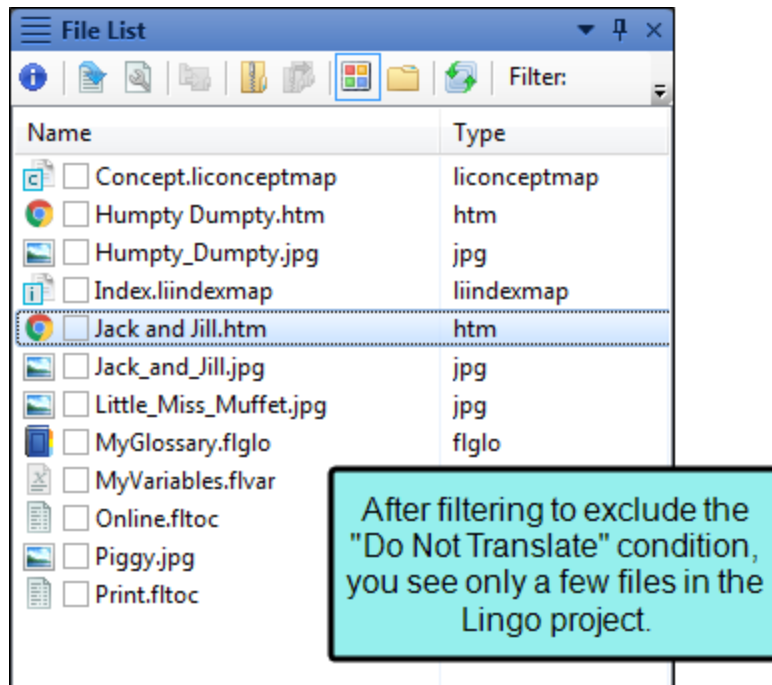 File List
Filter:
Name Type
Concept.liconceptmap liconceptmap
Humpty Dumpty.htm htm
Humpty_Dumpty.jpg jpg
Index.liindexmap liindexmap
Jack and Jill.htm htm
Jack_and_Jill.jpg jpg
Little_Miss_Muffet.jpg jpg
MyGlossary.flglo flglo
MyVariables.flvar
Online.fltoc
Piggy.jpg
Print.fltoc
After filtering to exclude the
"Do Not Translate" condition,
you see only a few files in the
Lingo project.